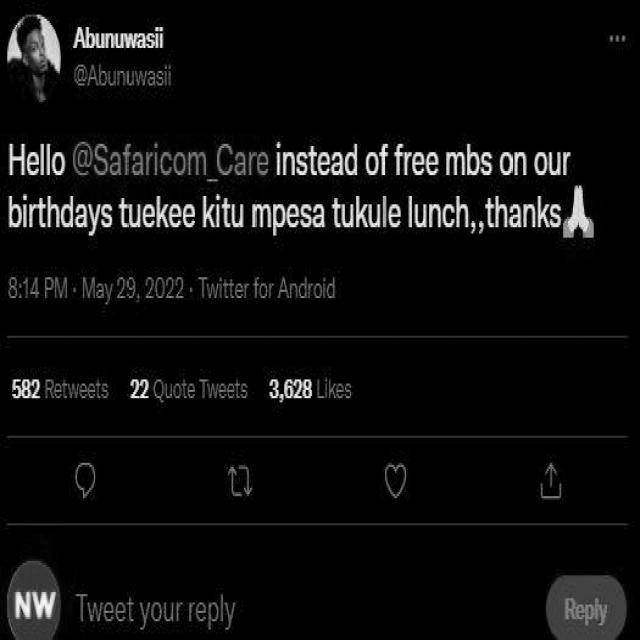 Abunuwasii
@Abunuwasii
Hello @Safaricom_Care instead of free mbs on our
birthdays tuekee kitu mpesa tukule lunch,,thanks🙏
8:14 PM · May 29, 2022 · Twitter for Android
582 Retweets 22 Quote Tweets 3,628 Likes
NW Tweet your reply Reply